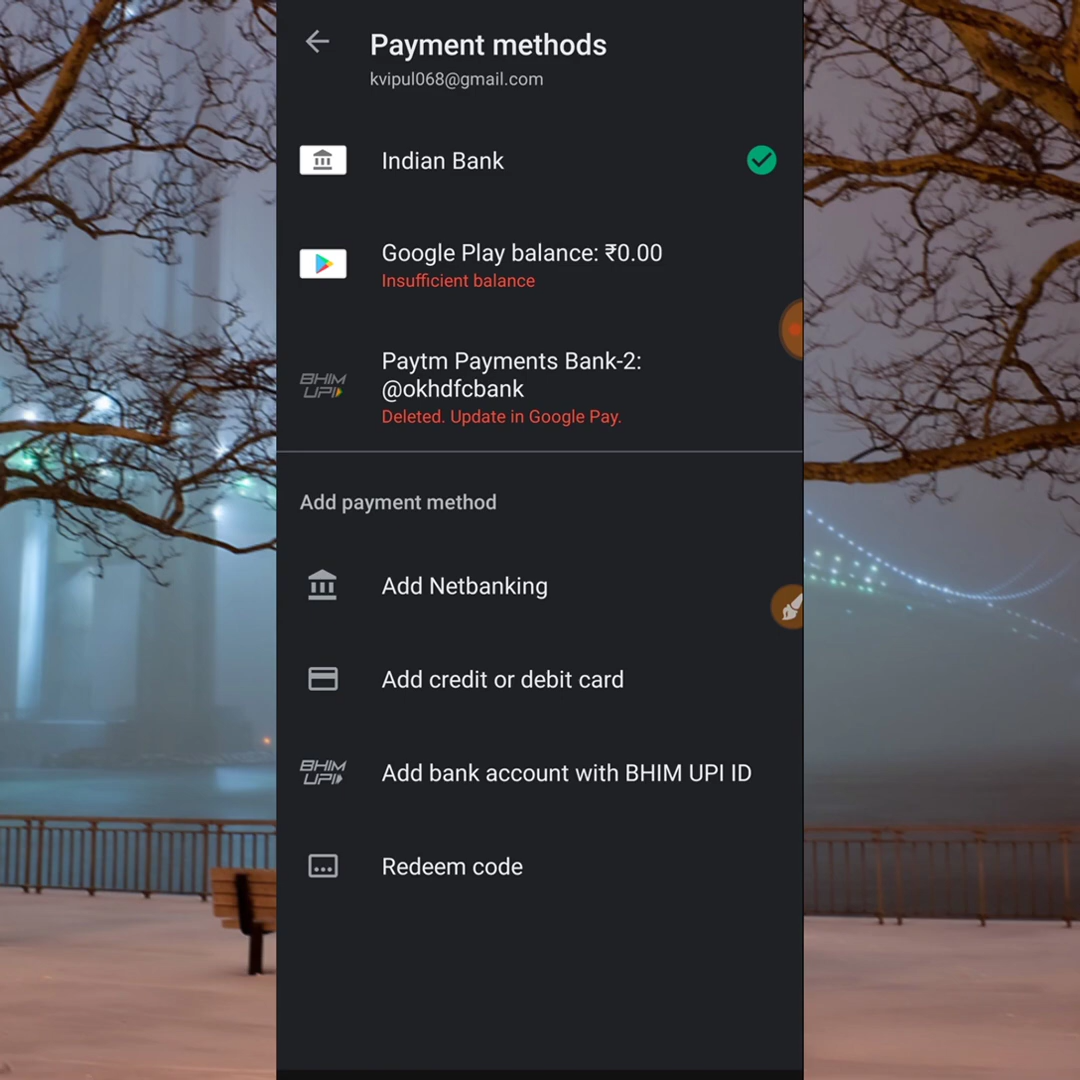 Payment methods
kvipul068@gmail.com
Indian Bank
Google Play balance: ₹0.00
Insufficient balance
Paytm Payments Bank-2:
@okhdfcbank
BHIM
UPI
Deleted. Update in Google Pay.
Add payment method
Add Netbanking
Add credit or debit card
BHIM
UPI
Add bank account with BHIM UPI ID
Redeem code